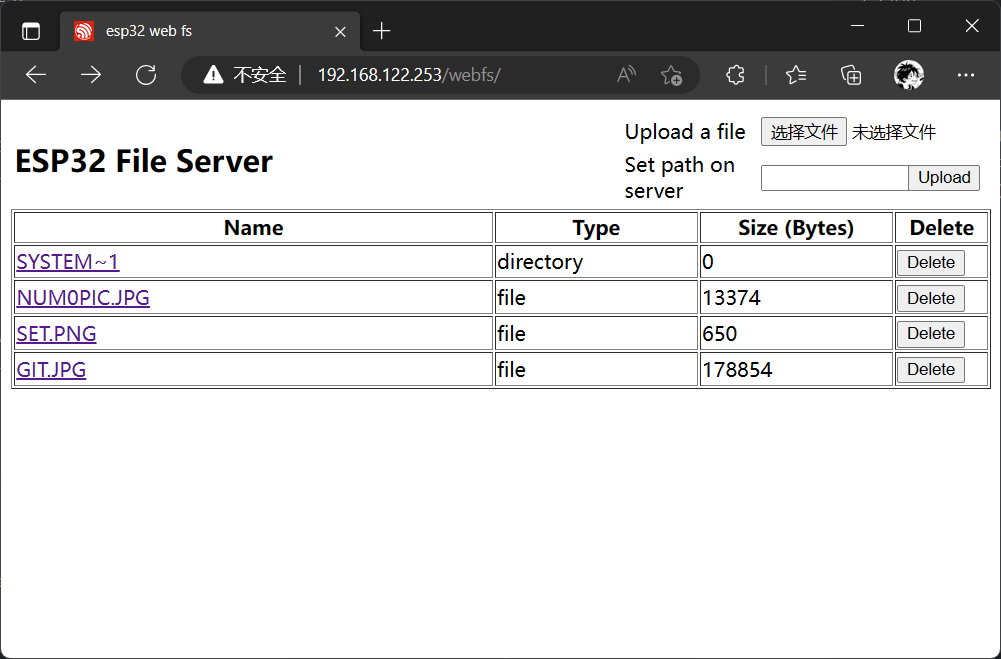 esp32 web fs
不安全 192.168.122.253/webfs/
Upload a file 选择文件 未选择文件
ESP32 File Server
Set path on
server
Upload
Name Type Size (Bytes) Delete
SYSTEM~1 directory 0 Delete
NUM0PIC.JPG file 13374 Delete
SET.PNG file 650 Delete
GIT.JPG file 178854 Delete